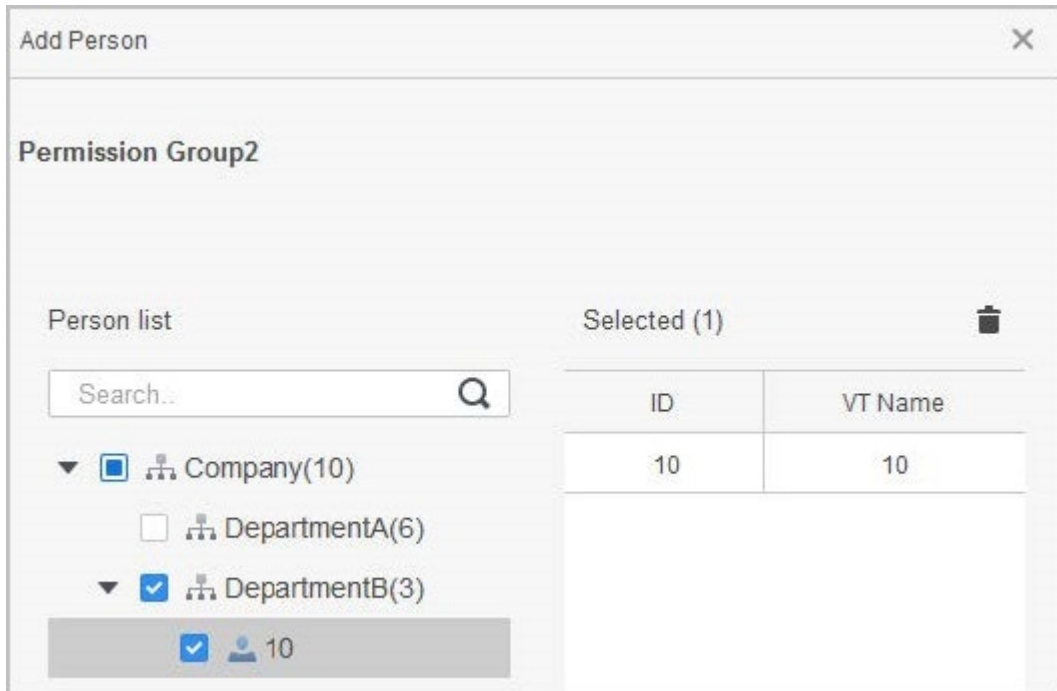 Add Person
Permission Group2
Person list
Search..
Company(10)
DepartmentA(6)
DepartmentB(3)
10
Selected (1)
ID VT Name
10 10